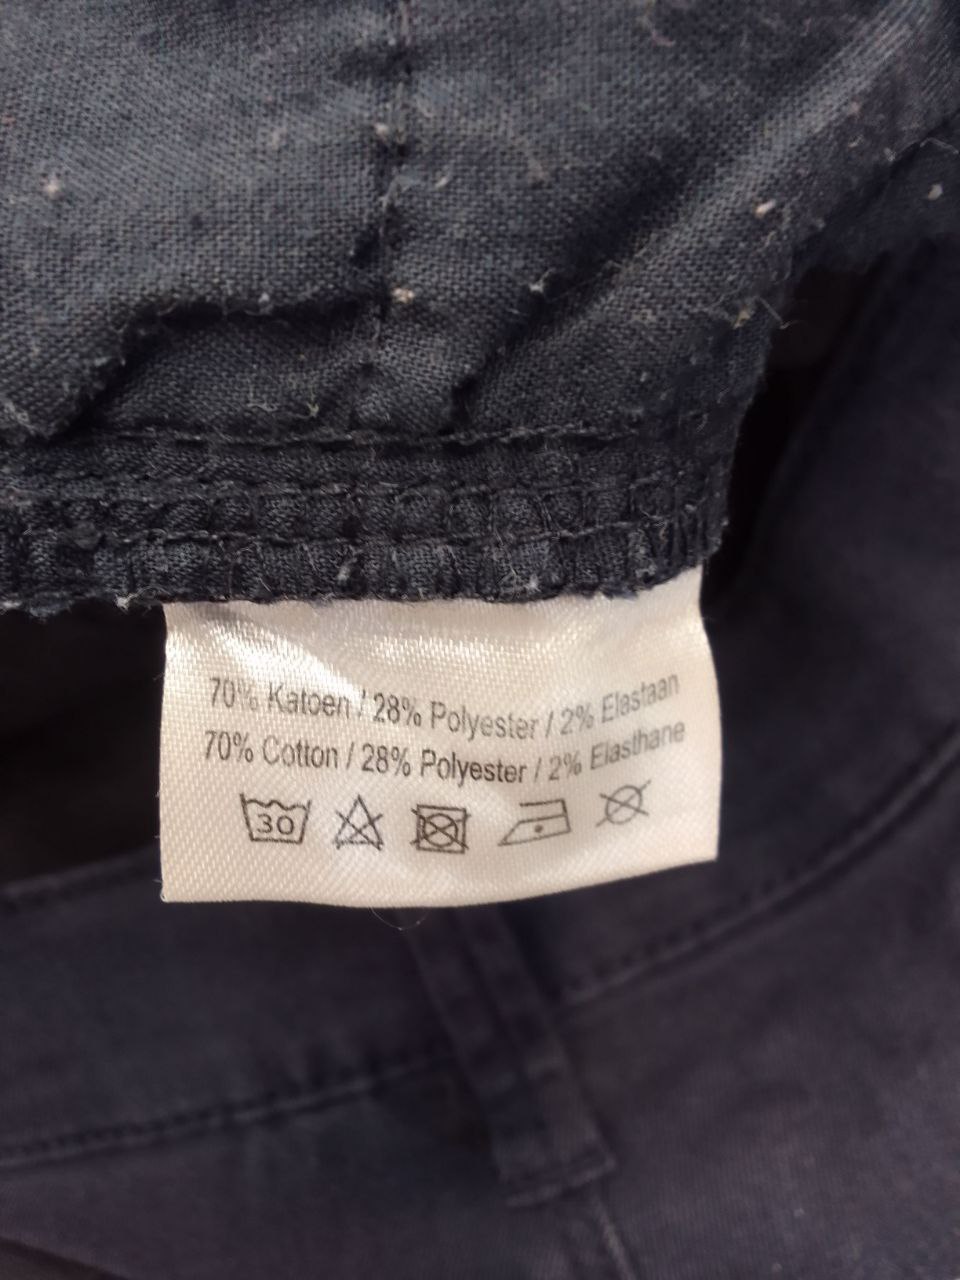 70% Katoen / 28% Polyester / 2% Elastaan
70% Cotton / 28% Polyester / 2% Elasthane
30